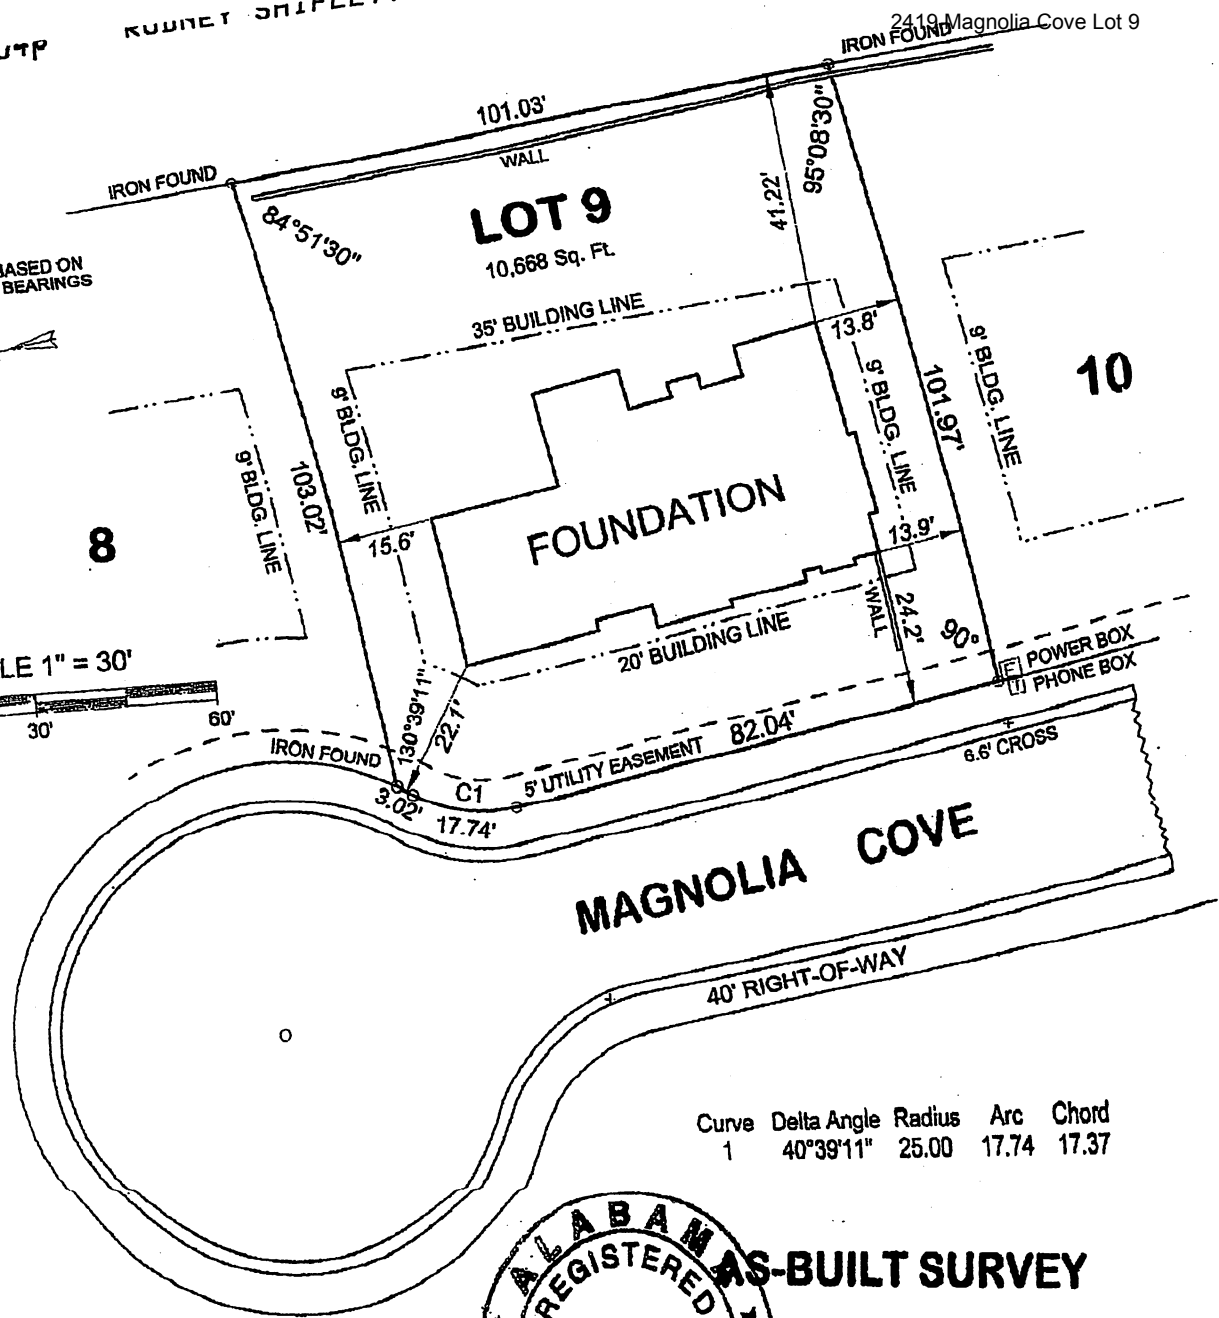 2419 Magnolia Cove Lot 9
RODNEY
IRON FOUND
101.03'
WALL
IRON FOUND
84°51'30"
LOT 9
10,668 Sq. Ft.
41.22'
95°08'30"
BASED ON
BEARINGS
35' BUILDING LINE
13.8'
9' BLDG. LINE
9' BLDG. LINE
9' BLDG. LINE
9' BLDG. LINE
101.97'
10
103.02'
8
15.6'
FOUNDATION
13.9'
WALL
24.2'
90°
20' BUILDING LINE
POWER BOX
PHONE BOX
E
T
LE 1" = 30'
30'
60'
IRON FOUND
130°39'11"
22.1'
3.02'
C1
17.74'
5' UTILITY EASEMENT
82.04'
6.6' CROSS
MAGNOLIA COVE
40' RIGHT-OF-WAY
Curve Delta Angle Radius Arc Chord
1 40°39'11" 25.00 17.74 17.37
ALABAMA
REGISTERED
AS-BUILT SURVEY